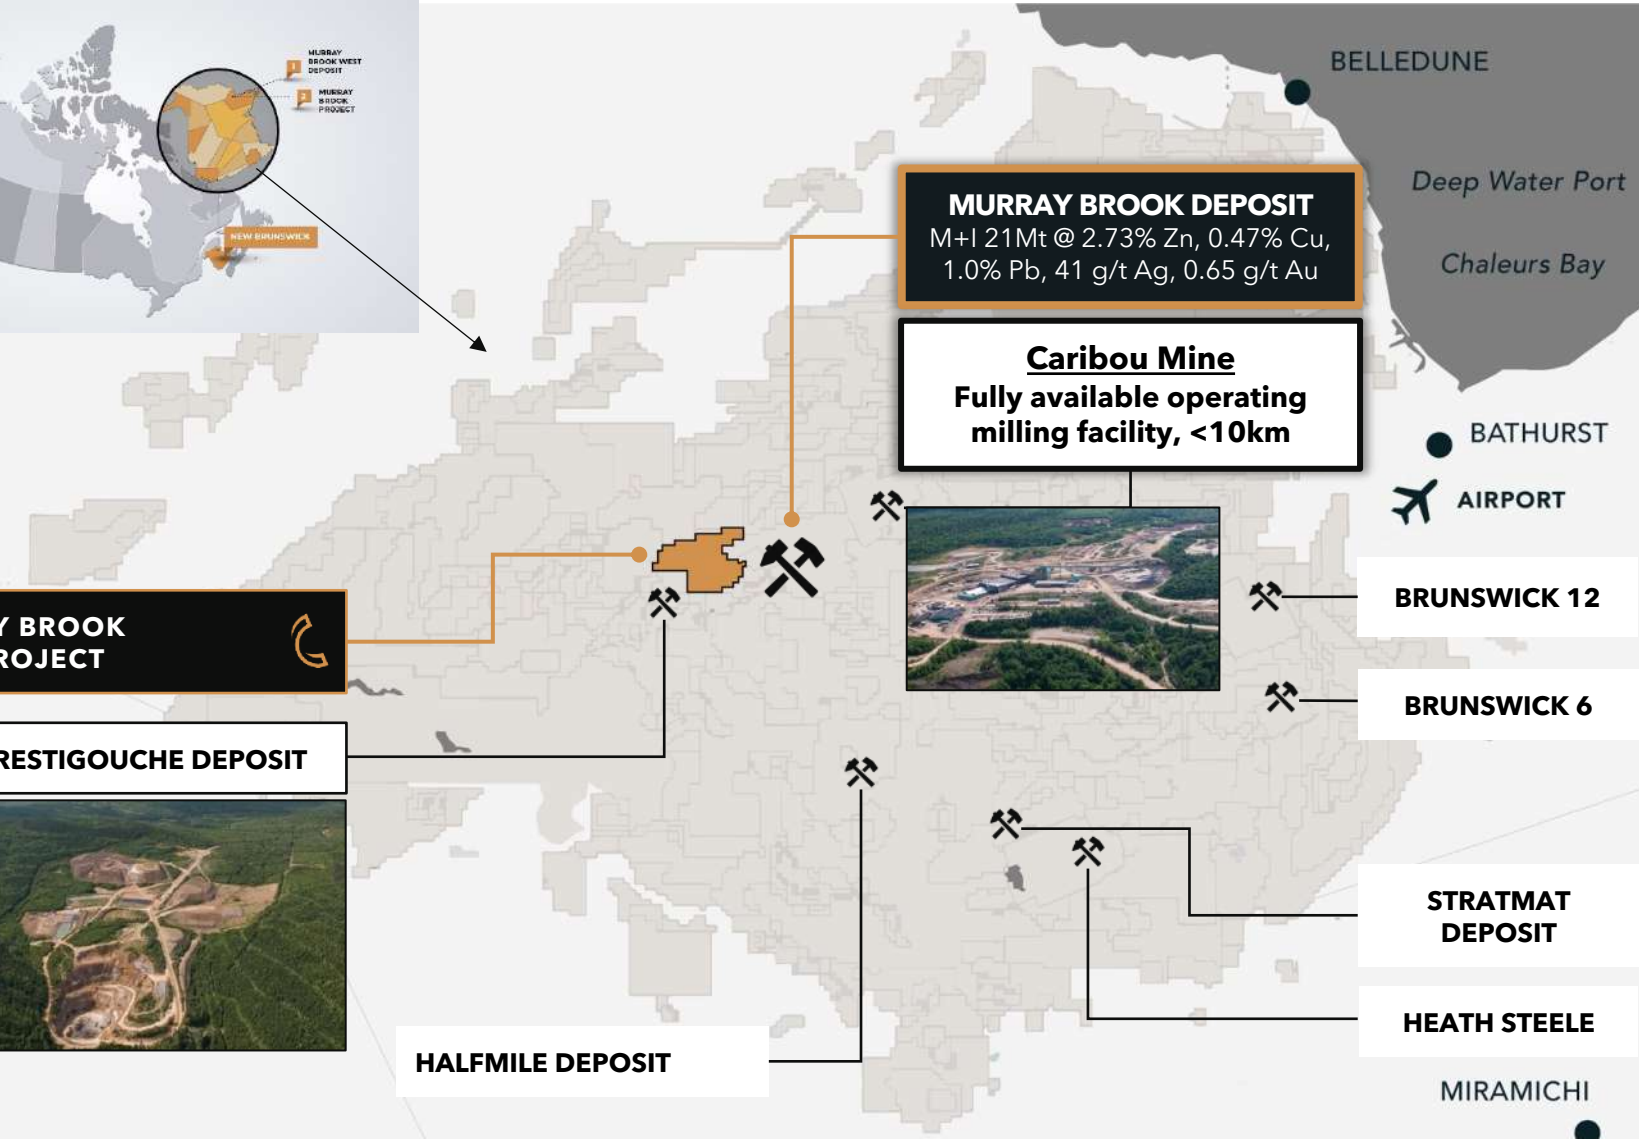 MURRAY
BROOK WEST
DEPOSIT
1
MURRAY
BROOK
PROJECT
2
NEW BRUNSWICK
BELLEDUNE
Deep Water Port
Chaleurs Bay
MURRAY BROOK DEPOSIT
M+I 21Mt @ 2.73% Zn, 0.47% Cu,
1.0% Pb, 41 g/t Ag, 0.65 g/t Au
Caribou Mine
Fully available operating
milling facility, <10km
BATHURST
AIRPORT
BRUNSWICK 12
Y BROOK
ROJECT
BRUNSWICK 6
RESTIGOUCHE DEPOSIT
STRATMAT
DEPOSIT
HEATH STEELE
HALFMILE DEPOSIT
MIRAMICHI